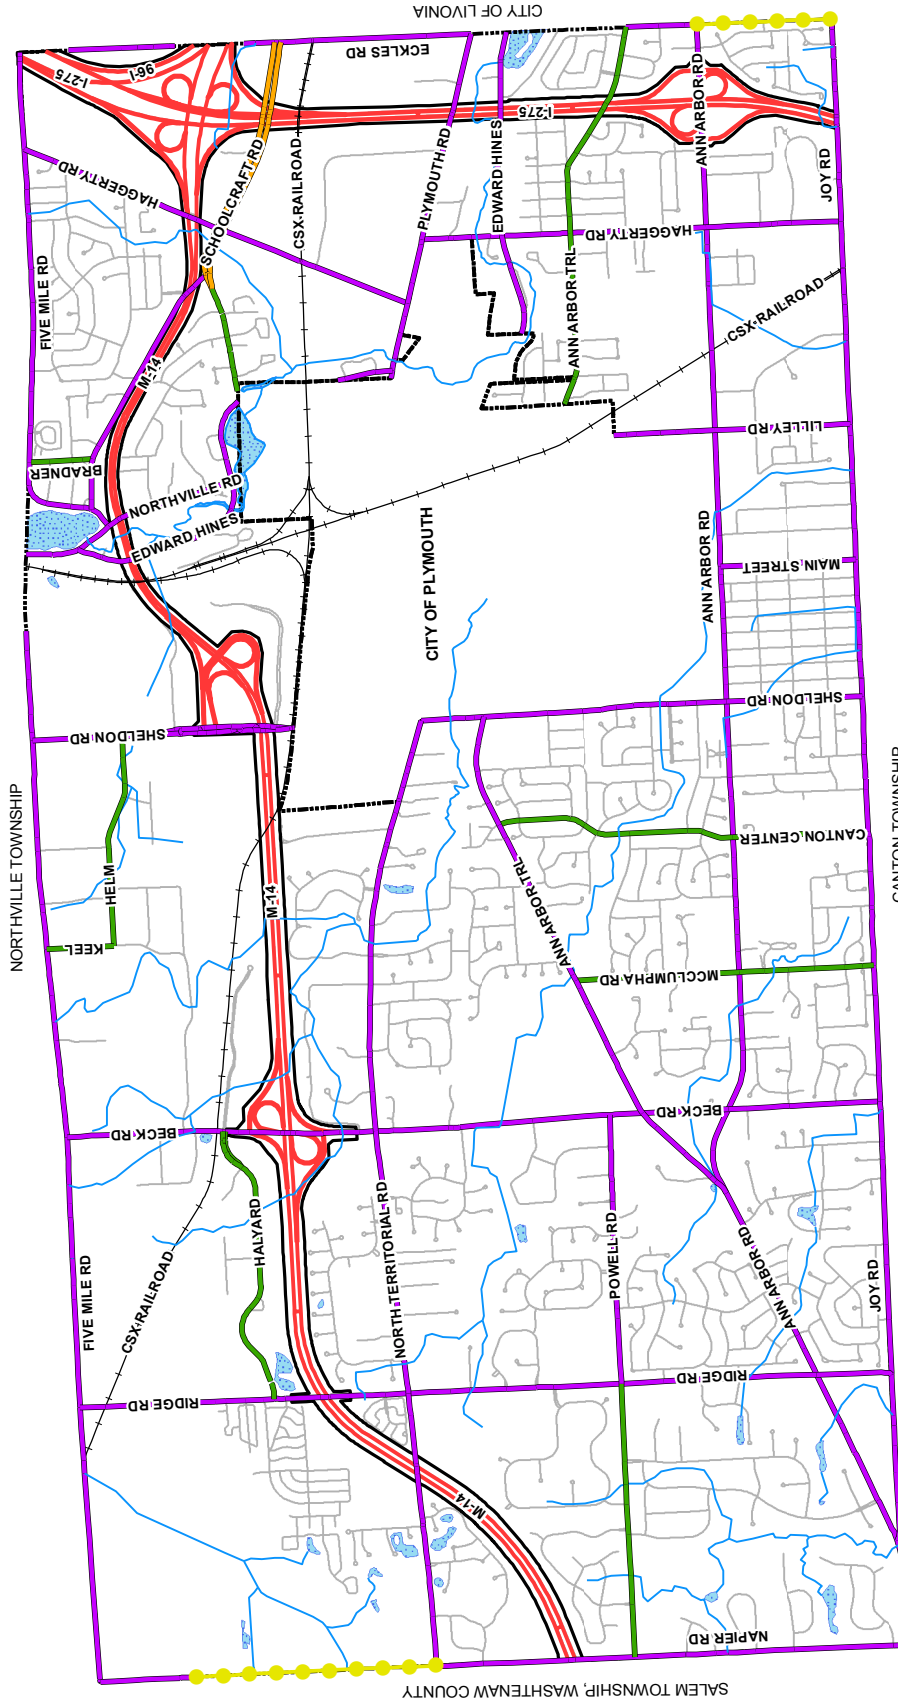 CITY OF LIVONIA
ECKLES RD
I-275
I-96
HAGGERTY RD
SCHOOLCRAFT RD
CSX RAILROAD
PLYMOUTH RD
EDWARD HINES
I-275
ANN ARBOR RD
JOY RD
HAGGERTY RD
ANN ARBOR TRL
CSX RAILROAD
FIVE MILE RD
M-14
LILLEY RD
BRADNER
NORTHVILLE RD
EDWARD HINES
CITY OF PLYMOUTH
ANN ARBOR RD
MAIN STREET
SHELDON RD
SHELDON RD
NORTHVILLE TOWNSHIP
CANTON TOWNSHIP
CANTON CENTER
HELM
M-14
ANN ARBOR TRL
KEEL
MCCLUMPHA RD
BECK RD
BECK RD
HALYARD
NORTH TERRITORIAL RD
POWELL RD
ANN ARBOR RD
ANN ARBOR RD
JOY RD
FIVE MILE RD
CSX RAILROAD
RIDGE RD
RIDGE RD
M-14
NAPIER RD
SALEM TOWNSHIP, WASHTENAW COUNTY